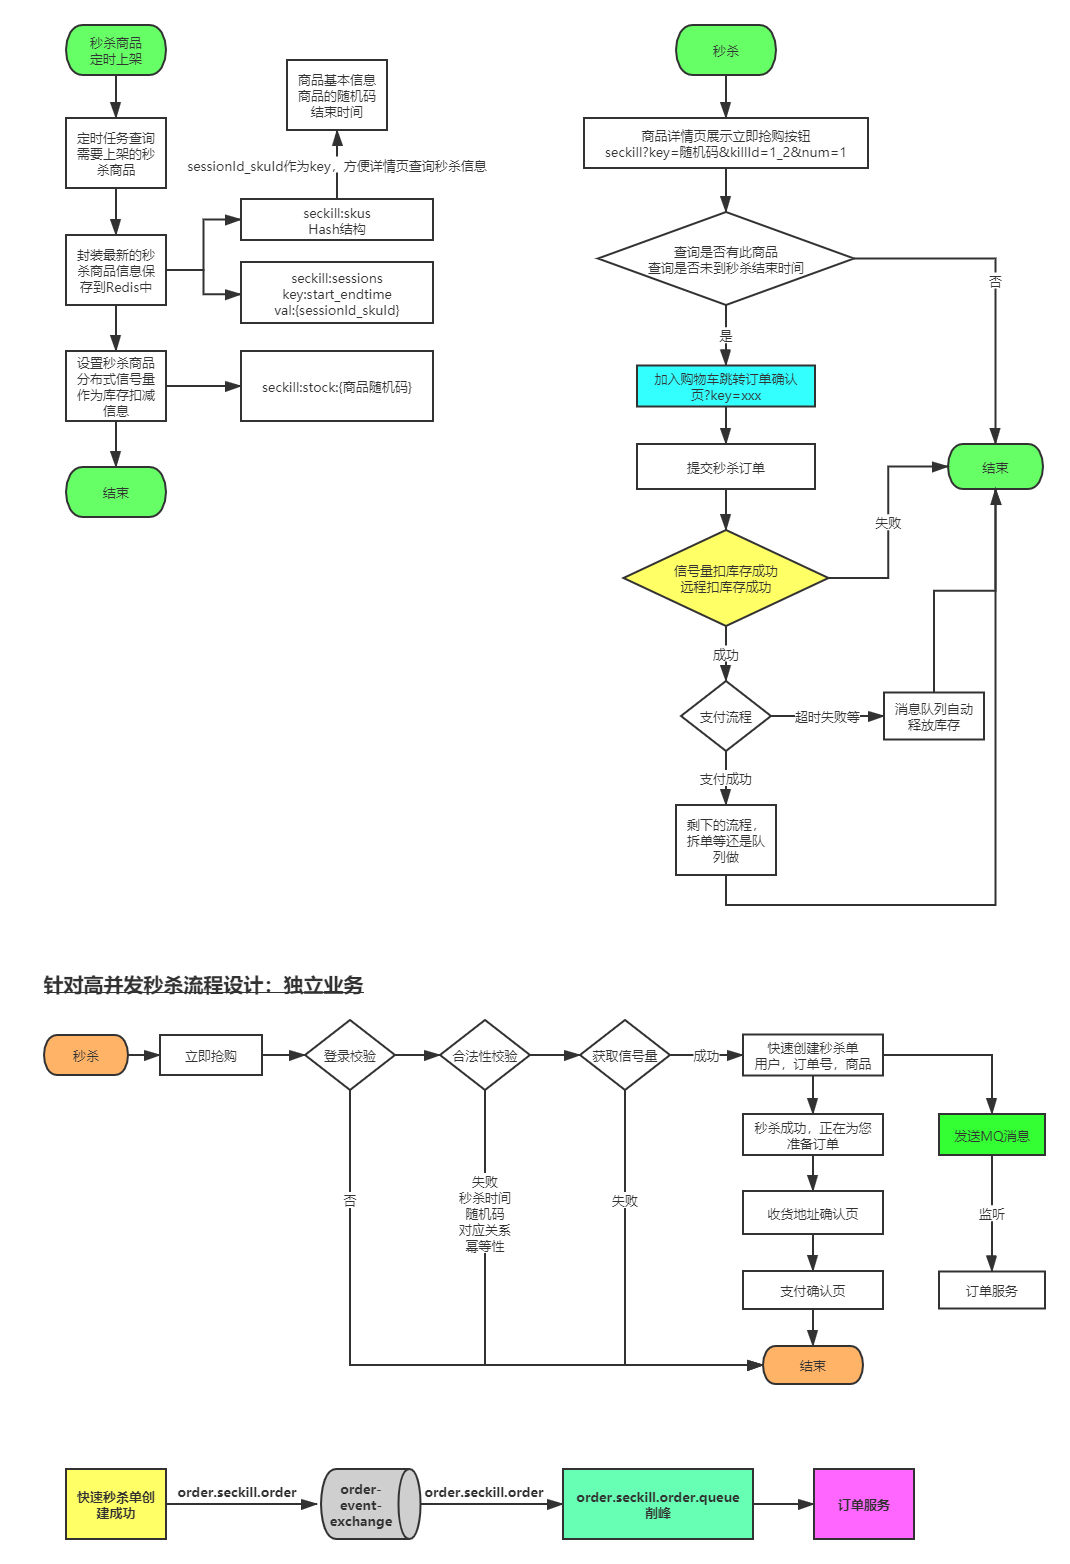 秒杀商品
定时上架
定时任务查询
需要上架的秒
杀商品
封装最新的秒
杀商品信息保
存到Redis中
设置秒杀商品
分布式信号量
作为库存扣减
信息
结束
商品基本信息
商品的随机码
结束时间
sessionId_skuId作为key，方便详情页查询秒杀信息
seckill:skus
Hash结构
seckill:sessions
key:start_endtime
val:{sessionId_skuId}
seckill:stock:{商品随机码}
秒杀
商品详情页展示立即抢购按钮
seckill?key=随机码&killId=1_2&num=1
查询是否有此商品
查询是否未到秒杀结束时间
否
是
加入购物车跳转订单确认
页?key=xxx
提交秒杀订单
结束
失败
信号量扣库存成功
远程扣库存成功
成功
支付流程
超时失败等
消息队列自动
释放库存
支付成功
剩下的流程，
拆单等还是队
列做
针对高并发秒杀流程设计：独立业务
秒杀
立即抢购
登录校验
合法性校验
获取信号量
成功
快速创建秒杀单
用户，订单号，商品
秒杀成功，正在为您
准备订单
发送MQ消息
否
失败
秒杀时间
随机码
对应关系
幂等性
失败
收货地址确认页
监听
支付确认页
订单服务
结束
快速秒杀单创
建成功
order.seckill.order
order-
event-
exchange
order.seckill.order
order.seckill.order.queue
削峰
订单服务